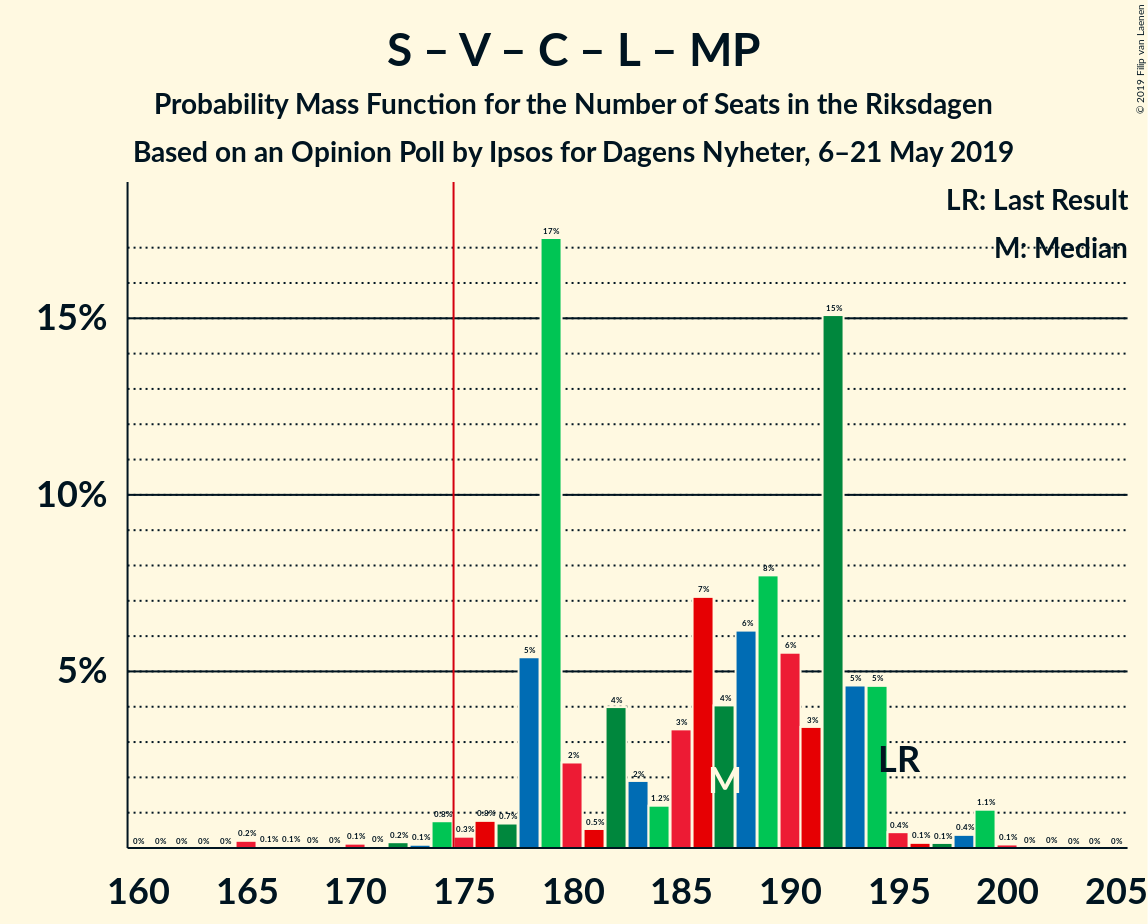 S – V – C – L – MP
Probability Mass Function for the Number of Seats in the Riksdagen
Based on an Opinion Poll by Ipsos for Dagens Nyheter, 6–21 May 2019
© 2019 Filip van Laenen
LR: Last Result
M: Median
15%
10%
5%
0% 0% 0% 0% 0% 0.2% 0.1% 0.1% 0% 0% 0.1% 0% 0.2% 0.1% 0.8% 0.3% 0.8% 0.7% 5% 17% 2% 0.5% 4% 2% 1.2% 3% 7% 4% 6% 8% 6% 3% 15% 5% 5% 0.4% 0.1% 0.1% 0.4% 1.1% 0.1% 0% 0% 0% 0% 0%
M
LR
160 165 170 175 180 185 190 195 200 205